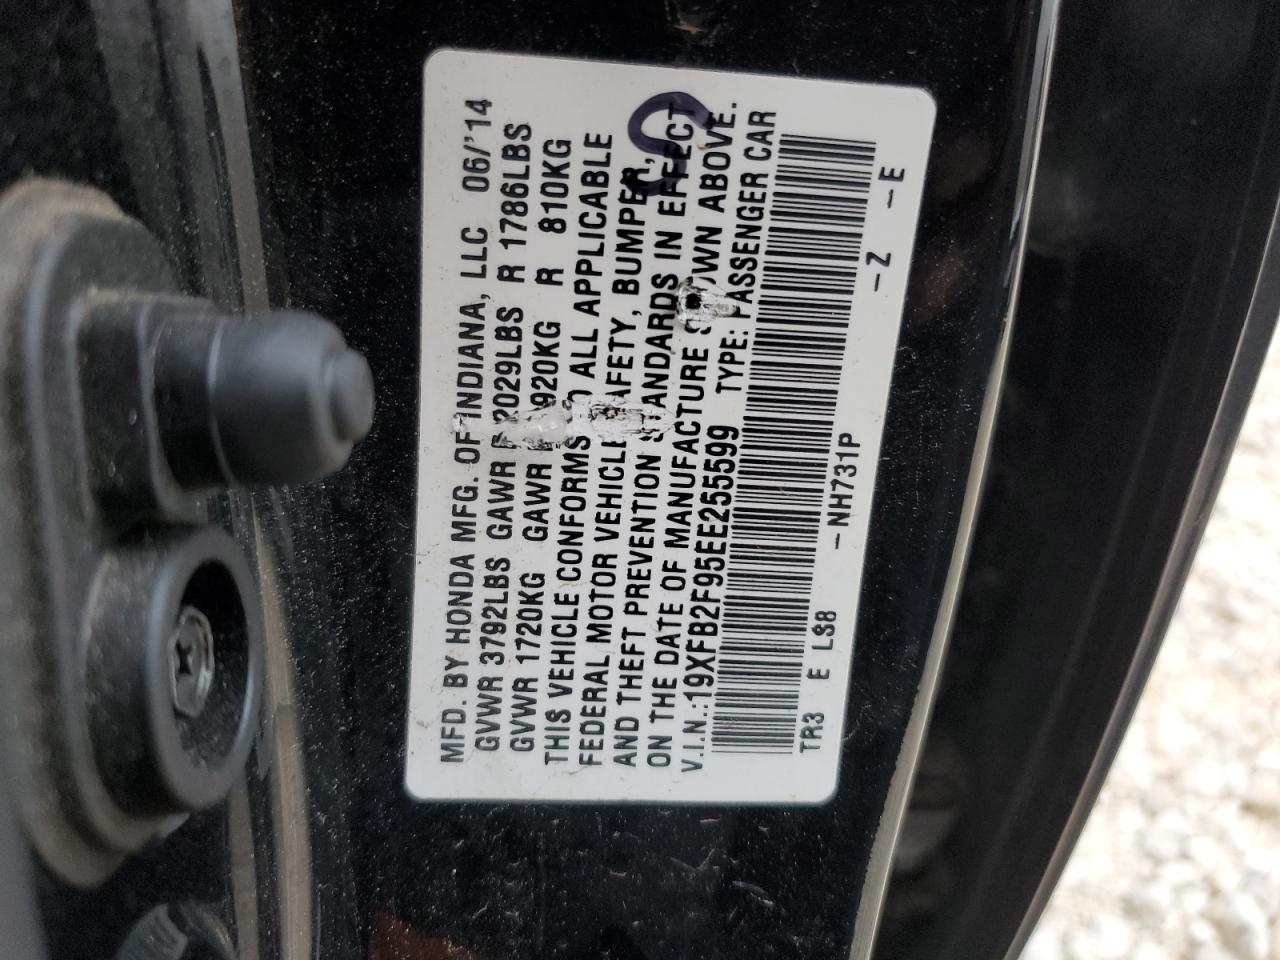 MFD. BY HONDA MFG. OF INDIANA, LLC 06/'14
GVWR 3792LBS GAWR F 2029LBS R 1786LBS
GVWR 1720KG GAWR 920KG R 810KG
THIS VEHICLE CONFORMS ALL APPLICABLE
FEDERAL MOTOR VEHICLE SAFETY, BUMPER,
AND THEFT PREVENTION STANDARDS IN EFFECT
ON THE DATE OF MANUFACTURE SHOWN ABOVE.
V.I.N.:19XFB2F95EE255599 TYPE: PASSENGER CAR
TR3 E LS8 -NH731P -Z -E